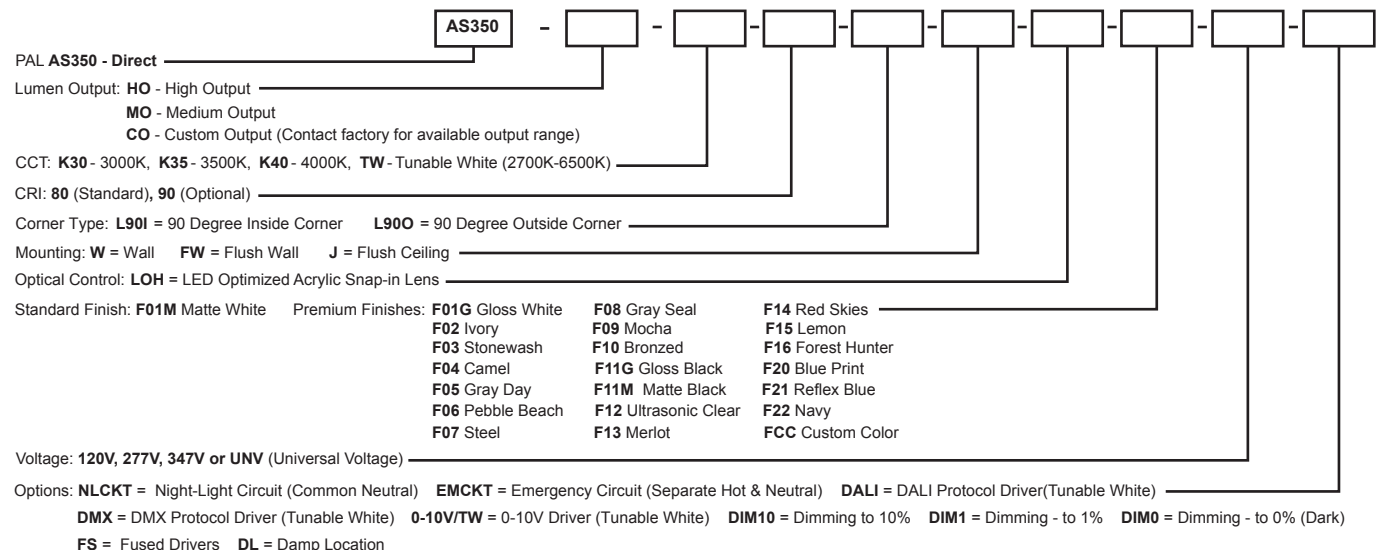 AS350 - - - - - - - - -
PAL AS350 - Direct
Lumen Output: HO - High Output
MO - Medium Output
CO - Custom Output (Contact factory for available output range)
CCT: K30 - 3000K, K35 - 3500K, K40 - 4000K, TW - Tunable White (2700K-6500K)
CRI: 80 (Standard), 90 (Optional)
Corner Type: L90I = 90 Degree Inside Corner L90O = 90 Degree Outside Corner
Mounting: W = Wall FW = Flush Wall J = Flush Ceiling
Optical Control: LOH = LED Optimized Acrylic Snap-in Lens
Standard Finish: F01M Matte White Premium Finishes: F01G Gloss White F08 Gray Seal F14 Red Skies
F02 Ivory F09 Mocha F15 Lemon
F03 Stonewash F10 Bronzed F16 Forest Hunter
F04 Camel F11G Gloss Black F20 Blue Print
F05 Gray Day F11M Matte Black F21 Reflex Blue
F06 Pebble Beach F12 Ultrasonic Clear F22 Navy
F07 Steel F13 Merlot FCC Custom Color
Voltage: 120V, 277V, 347V or UNV (Universal Voltage)
Options: NLCKT = Night-Light Circuit (Common Neutral) EMCKT = Emergency Circuit (Separate Hot & Neutral) DALI = DALI Protocol Driver(Tunable White)
DMX = DMX Protocol Driver (Tunable White) 0-10V/TW = 0-10V Driver (Tunable White) DIM10 = Dimming to 10% DIM1 = Dimming - to 1% DIM0 = Dimming - to 0% (Dark)
FS = Fused Drivers DL = Damp Location